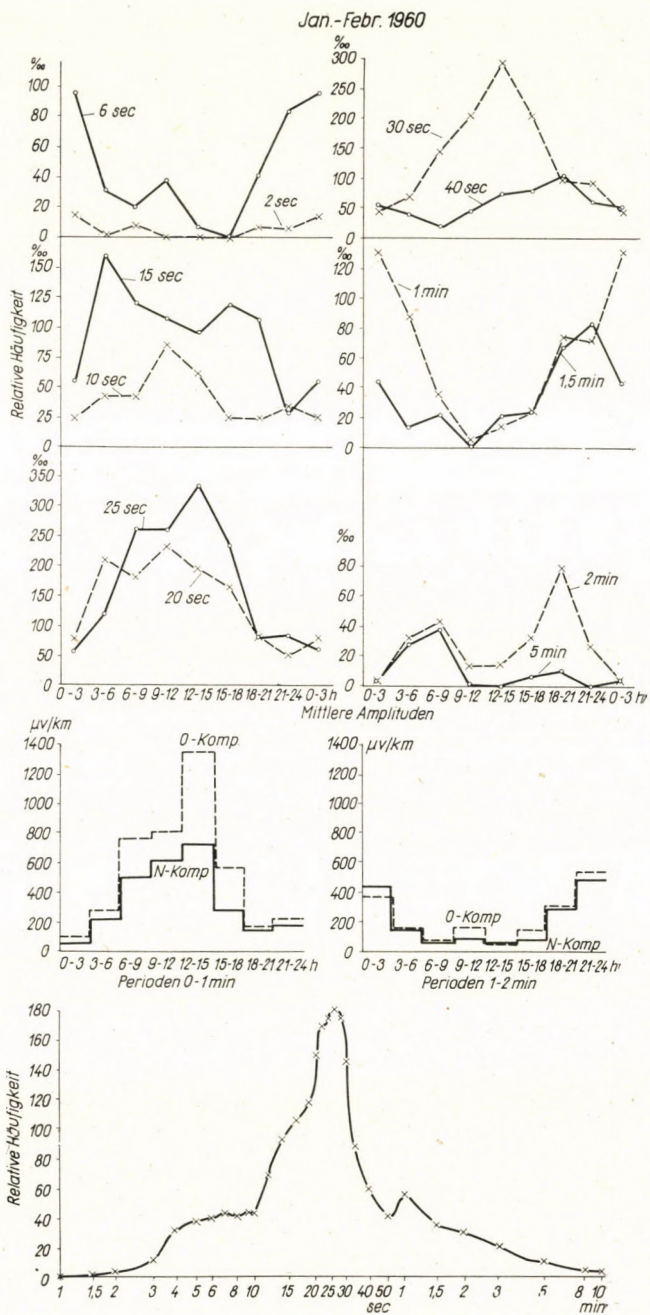 Jan.-Febr. 1960
‰
100
80
60
40
20
0
6 sec
2 sec
‰
300
250
200
150
100
50
0
30 sec
40 sec
Relative Häufigkeit
‰
150
125
100
75
50
25
0
15 sec
10 sec
‰
120
80
60
40
20
0
1 min
1,5 min
‰
350
300
250
200
150
100
50
0
25 sec
20 sec
0-3 3-6 6-9 9-12 12-15 15-18 18-21 21-24 0-3 h
‰
80
60
40
20
0
2 min
5 min
0-3 3-6 6-9 9-12 12-15 15-18 18-21 21-24 0-3 hr
Mittlere Amplituden
μv/km
1400
1200
1000
800
600
400
200
0-Komp.
N-Komp
0-3 3-6 6-9 9-12 12-15 15-18 18-21 21-24 h
Perioden 0-1 min
μv/km
1400
1200
1000
800
600
400
200
0-Komp
N-Komp
0-3 3-6 6-9 9-12 12-15 15-18 18-21 21-24 hr
Perioden 1-2 min
Relative Häufigkeit
180
160
140
120
100
80
60
40
20
0
1 1,5 2 3 4 5 6 8 10 15 20 25 30 40 50 1 1,5 2 3 5 8 10
sec min